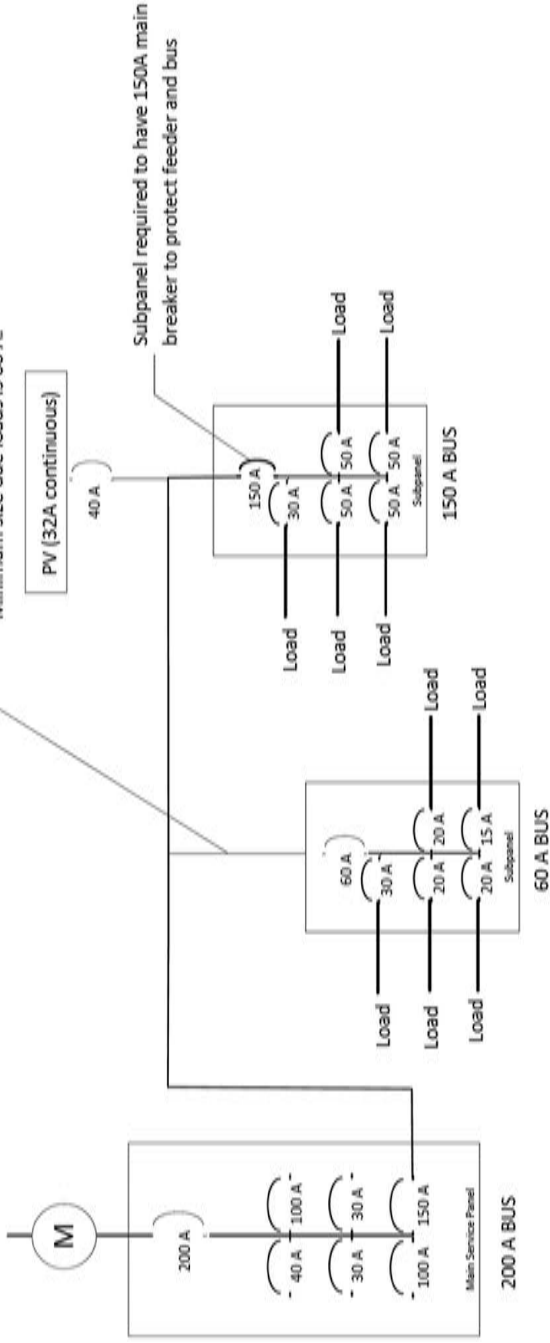 PV (32A continuous)
40 A
Subpanel required to have 150A main
breaker to protect feeder and bus
M
200 A
40 A 100 A
30 A 30 A
100 A 150 A
Main Service Panel
200 A BUS
60 A
30 A
Load
20 A 20 A
Load Load
20 A 15 A
Load Load
Subpanel
60 A BUS
150 A
30 A
Load
50 A 50 A
Load Load
50 A 50 A
Load Load
Subpanel
150 A BUS